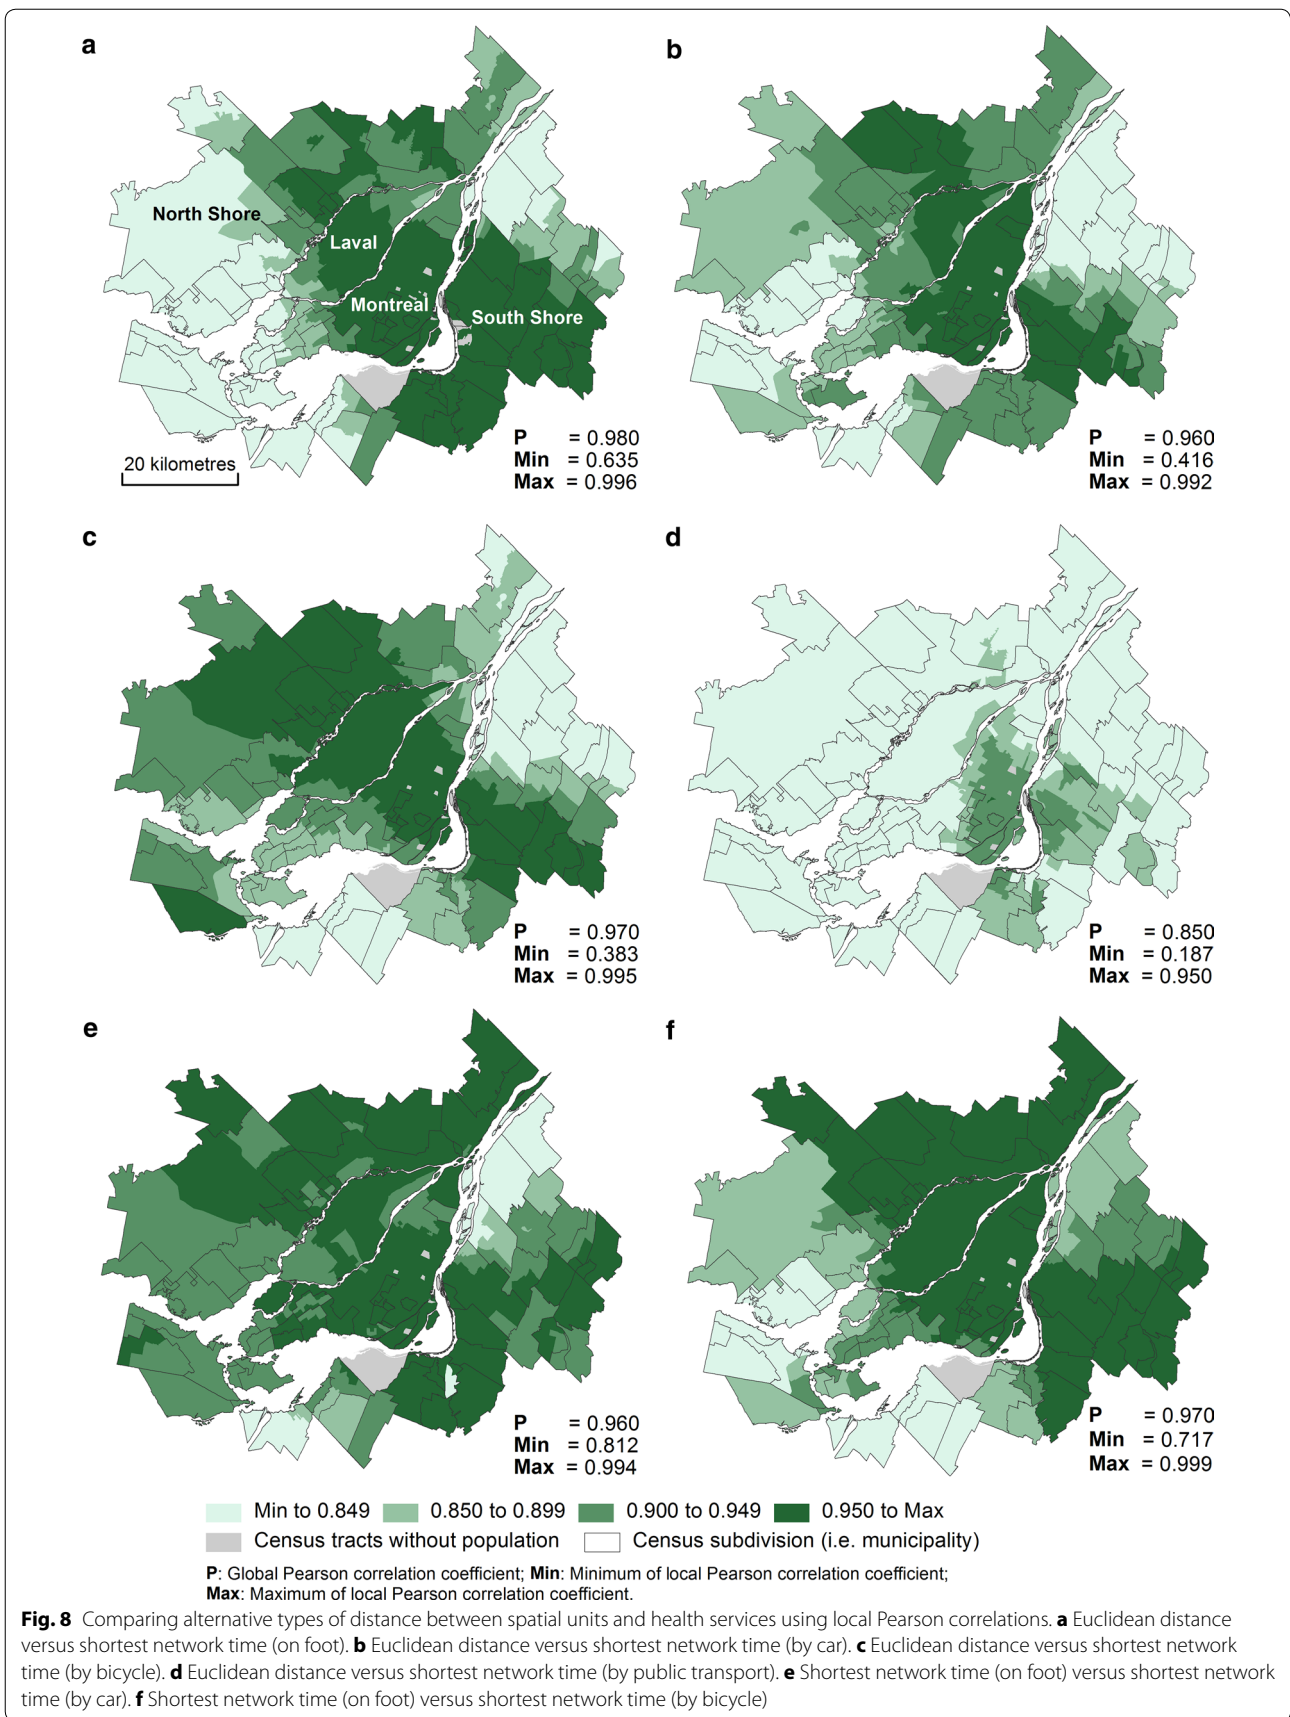 a
b
North Shore
Laval
Montreal
South Shore
20 kilometres
P = 0.980
Min = 0.635
Max = 0.996
P = 0.960
Min = 0.416
Max = 0.992
c
d
P = 0.970
Min = 0.383
Max = 0.995
P = 0.850
Min = 0.187
Max = 0.950
e
f
P = 0.960
Min = 0.812
Max = 0.994
P = 0.970
Min = 0.717
Max = 0.999
Min to 0.849 0.850 to 0.899 0.900 to 0.949 0.950 to Max
Census tracts without population Census subdivision (i.e. municipality)
P: Global Pearson correlation coefficient; Min: Minimum of local Pearson correlation coefficient;
Max: Maximum of local Pearson correlation coefficient.
Fig. 8 Comparing alternative types of distance between spatial units and health services using local Pearson correlations. a Euclidean distance
versus shortest network time (on foot). b Euclidean distance versus shortest network time (by car). c Euclidean distance versus shortest network
time (by bicycle). d Euclidean distance versus shortest network time (by public transport). e Shortest network time (on foot) versus shortest network
time (by car). f Shortest network time (on foot) versus shortest network time (by bicycle)